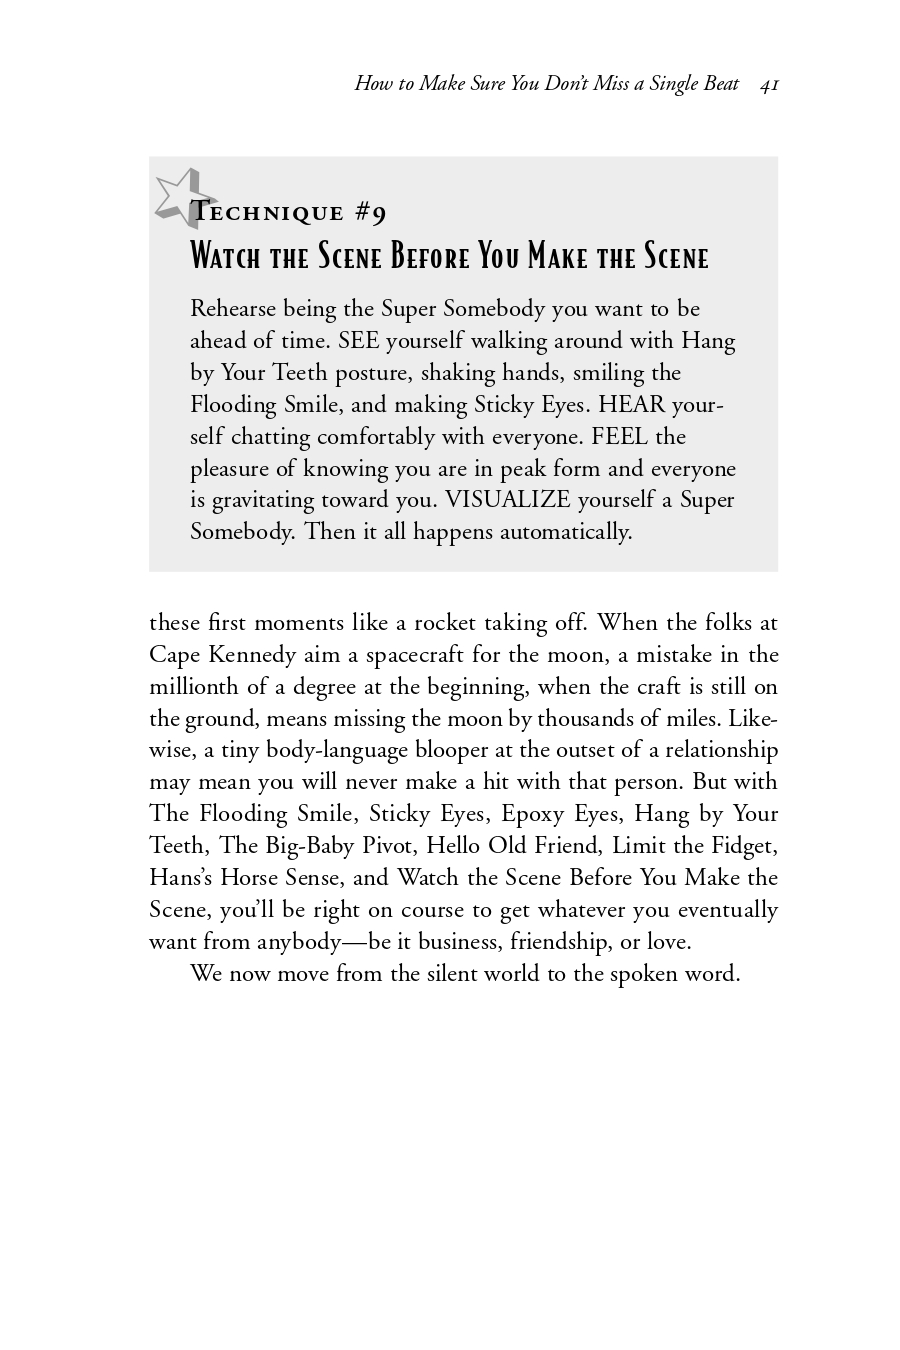 How to Make Sure You Don't Miss a Single Beat 41
Technique #9
Watch the Scene Before You Make the Scene
Rehearse being the Super Somebody you want to be
ahead of time. SEE yourself walking around with Hang
by Your Teeth posture, shaking hands, smiling the
Flooding Smile, and making Sticky Eyes. HEAR your-
self chatting comfortably with everyone. FEEL the
pleasure of knowing you are in peak form and everyone
is gravitating toward you. VISUALIZE yourself a Super
Somebody. Then it all happens automatically.
these first moments like a rocket taking off. When the folks at
Cape Kennedy aim a spacecraft for the moon, a mistake in the
millionth of a degree at the beginning, when the craft is still on
the ground, means missing the moon by thousands of miles. Like-
wise, a tiny body-language blooper at the outset of a relationship
may mean you will never make a hit with that person. But with
The Flooding Smile, Sticky Eyes, Epoxy Eyes, Hang by Your
Teeth, The Big-Baby Pivot, Hello Old Friend, Limit the Fidget,
Hans's Horse Sense, and Watch the Scene Before You Make the
Scene, you'll be right on course to get whatever you eventually
want from anybody—be it business, friendship, or love.
We now move from the silent world to the spoken word.